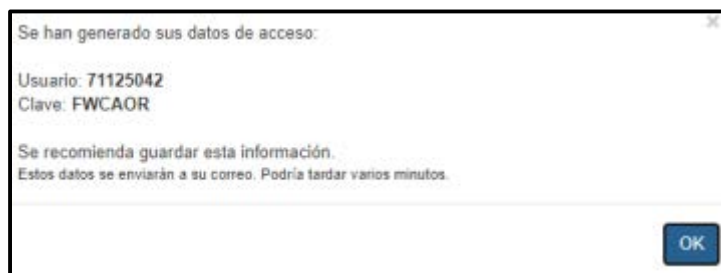 Se han generado sus datos de acceso:
Usuario: 71125042
Clave: FWCAOR
Se recomienda guardar esta información.
Estos datos se enviarán a su correo. Podría tardar varios minutos.
OK